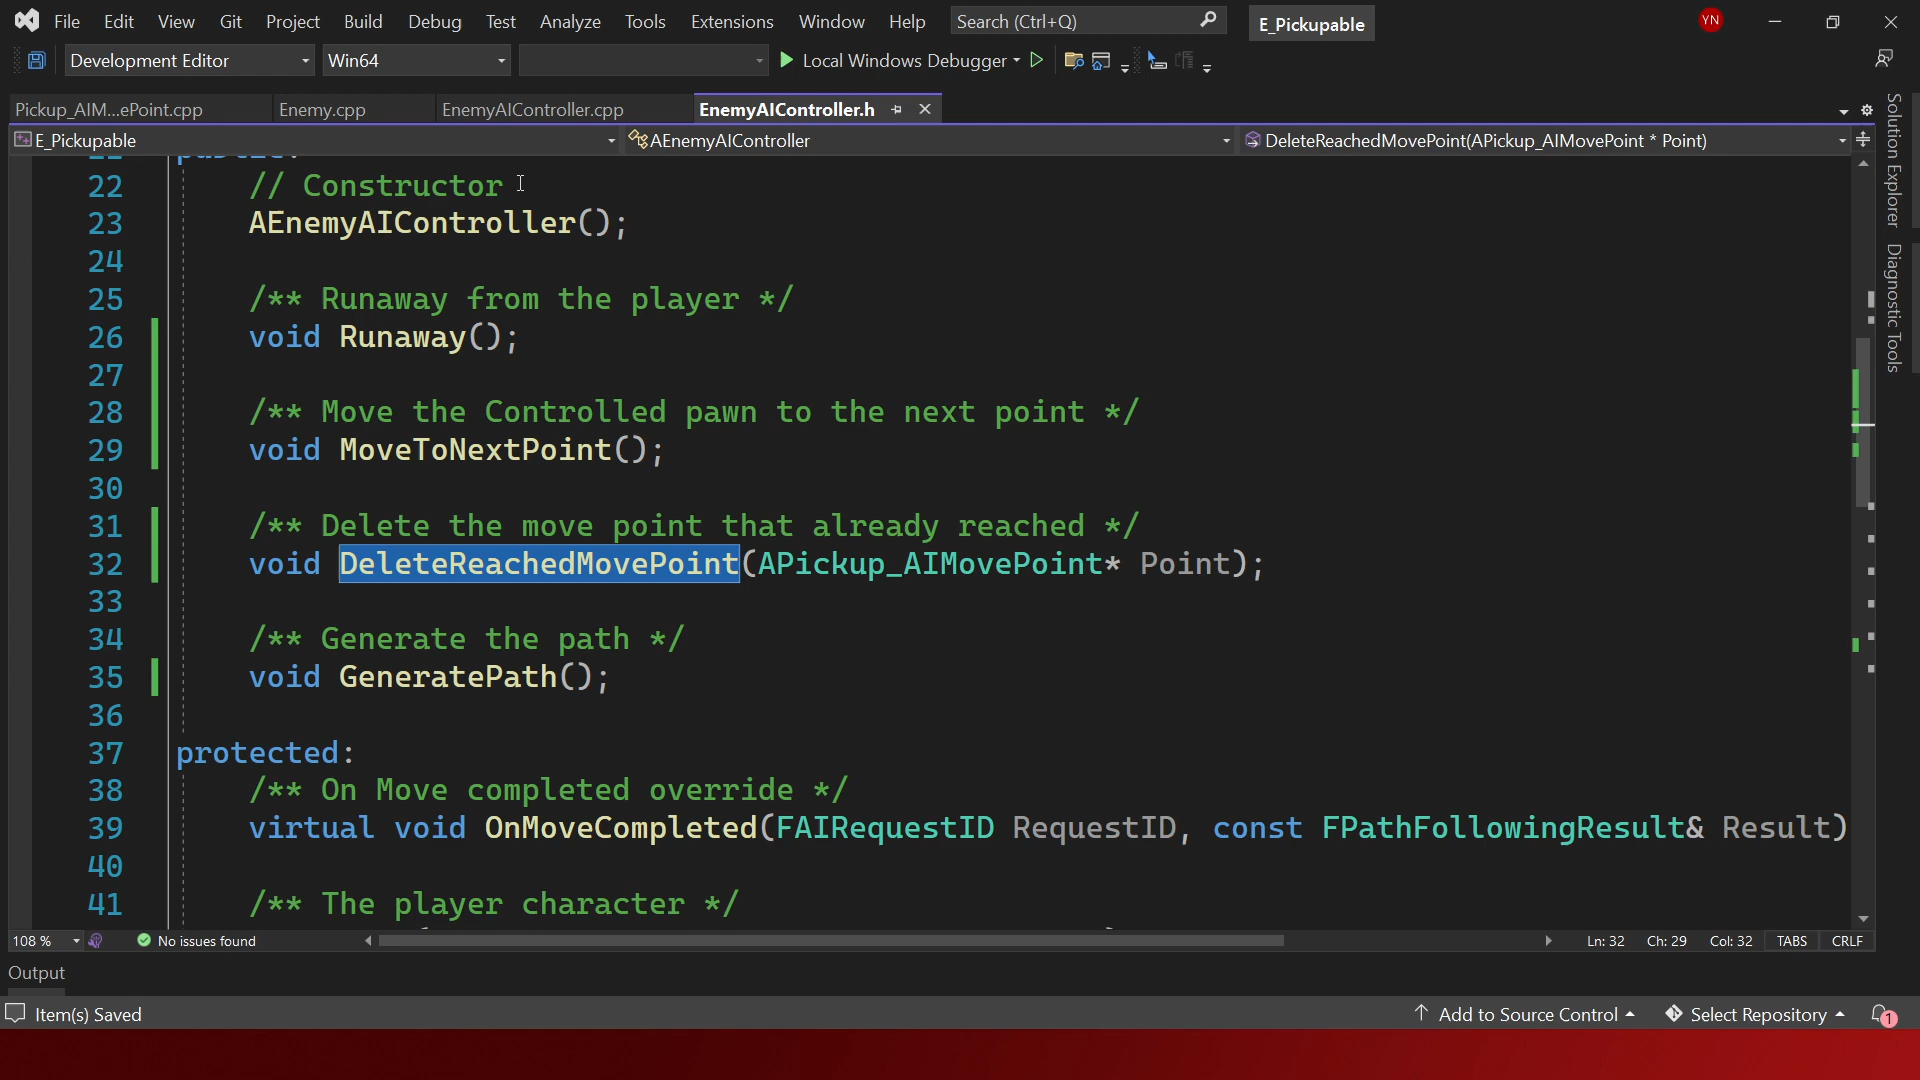 File Edit View Git Project Build Debug Test Analyze Tools Extensions Window Help Search (Ctrl+Q) E_Pickupable YN
Development Editor Win64 Local Windows Debugger
Pickup_AIM...ePoint.cpp Enemy.cpp EnemyAIController.cpp EnemyAIController.h
E_Pickupable AEnemyAIController DeleteReachedMovePoint(APickup_AIMovePoint * Point)
22 // Constructor
23 AEnemyAIController();
24
25 /** Runaway from the player */
26 void Runaway();
27
28 /** Move the Controlled pawn to the next point */
29 void MoveToNextPoint();
30
31 /** Delete the move point that already reached */
32 void DeleteReachedMovePoint(APickup_AIMovePoint* Point);
33
34 /** Generate the path */
35 void GeneratePath();
36
37 protected:
38 /** On Move completed override */
39 virtual void OnMoveCompleted(FAIRequestID RequestID, const FPathFollowingResult& Result)
40
41 /** The player character */
108 % No issues found Ln: 32 Ch: 29 Col: 32 TABS CRLF
Output
Item(s) Saved Add to Source Control Select Repository 1
Solution Explorer
Diagnostic Tools